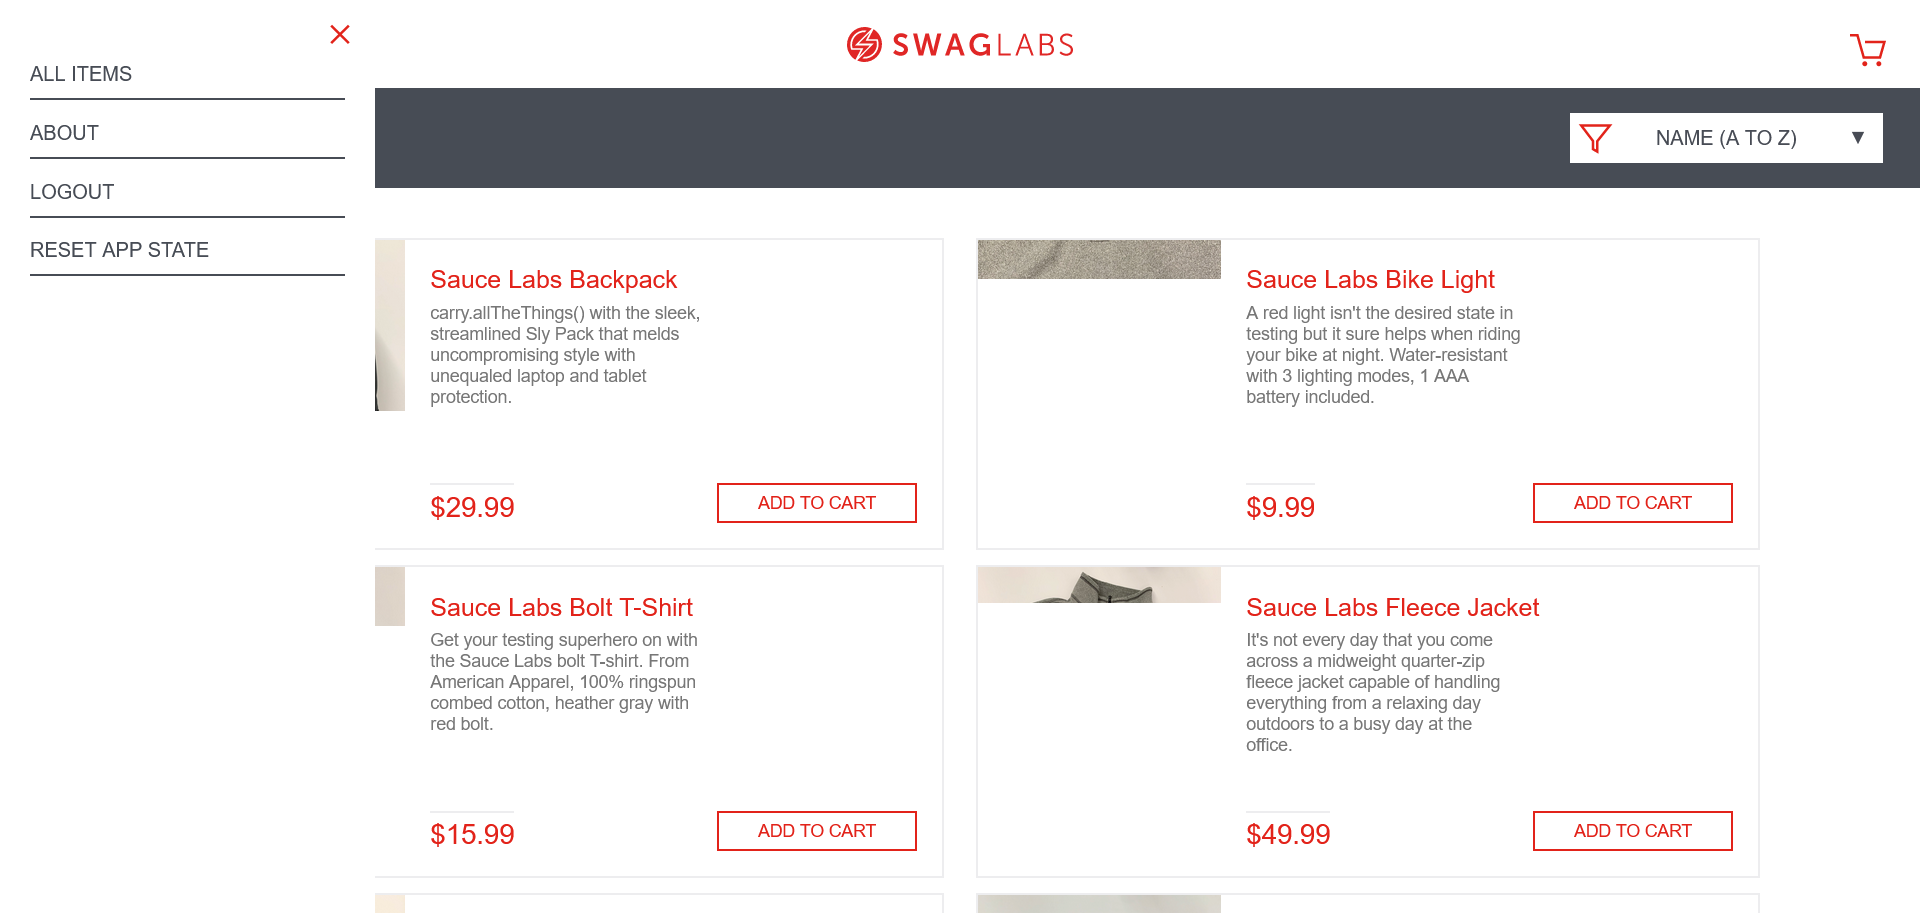 ALL ITEMS
ABOUT
LOGOUT
RESET APP STATE
SWAGLABS
NAME (A TO Z) ▼
Sauce Labs Backpack
carry.allTheThings() with the sleek,
streamlined Sly Pack that melds
uncompromising style with
unequaled laptop and tablet
protection.
$29.99
ADD TO CART
Sauce Labs Bike Light
A red light isn't the desired state in
testing but it sure helps when riding
your bike at night. Water-resistant
with 3 lighting modes, 1 AAA
battery included.
$9.99
ADD TO CART
Sauce Labs Bolt T-Shirt
Get your testing superhero on with
the Sauce Labs bolt T-shirt. From
American Apparel, 100% ringspun
combed cotton, heather gray with
red bolt.
$15.99
ADD TO CART
Sauce Labs Fleece Jacket
It's not every day that you come
across a midweight quarter-zip
fleece jacket capable of handling
everything from a relaxing day
outdoors to a busy day at the
office.
$49.99
ADD TO CART